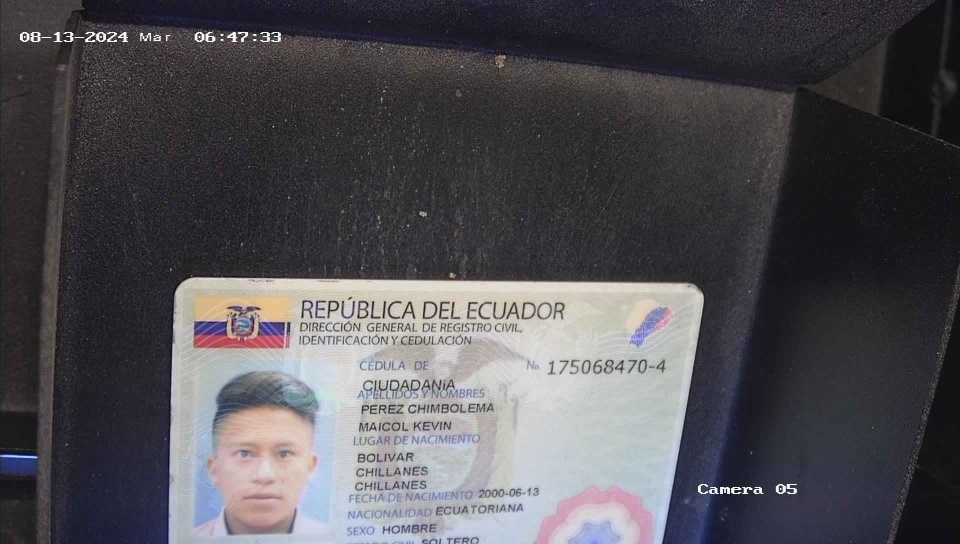 08-13-2024 Mar 06:47:33
REPÚBLICA DEL ECUADOR
DIRECCIÓN GENERAL DE REGISTRO CIVIL,
IDENTIFICACIÓN Y CEDULACIÓN
CÉDULA DE No. 175068470-4
CIUDADANíA
APELLIDOS Y NOMBRES
PEREZ CHIMBOLEMA
MAICOL KEVIN
LUGAR DE NACIMIENTO
BOLIVAR
CHILLANES
CHILLANES
FECHA DE NACIMIENTO 2000-06-13
NACIONALIDAD ECUATORIANA
SEXO HOMBRE
ESTADO CIVIL SOLTERO
Camera 05